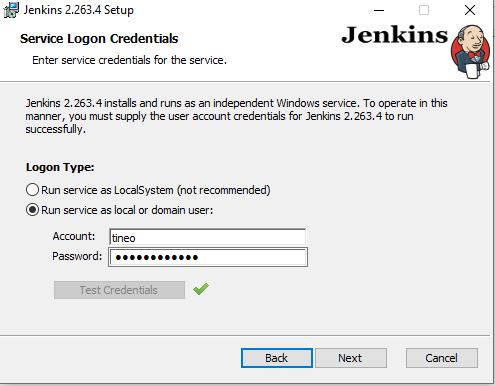 Jenkins 2.263.4 Setup
Service Logon Credentials
Enter service credentials for the service.
Jenkins
Jenkins 2.263.4 installs and runs as an independent Windows service. To operate in this
manner, you must supply the user account credentials for Jenkins 2.263.4 to run
successfully.
Logon Type:
Run service as LocalSystem (not recommended)
Run service as local or domain user:
Account: tineo
Password: ●●●●●●●●●●●●
Test Credentials
Back Next Cancel